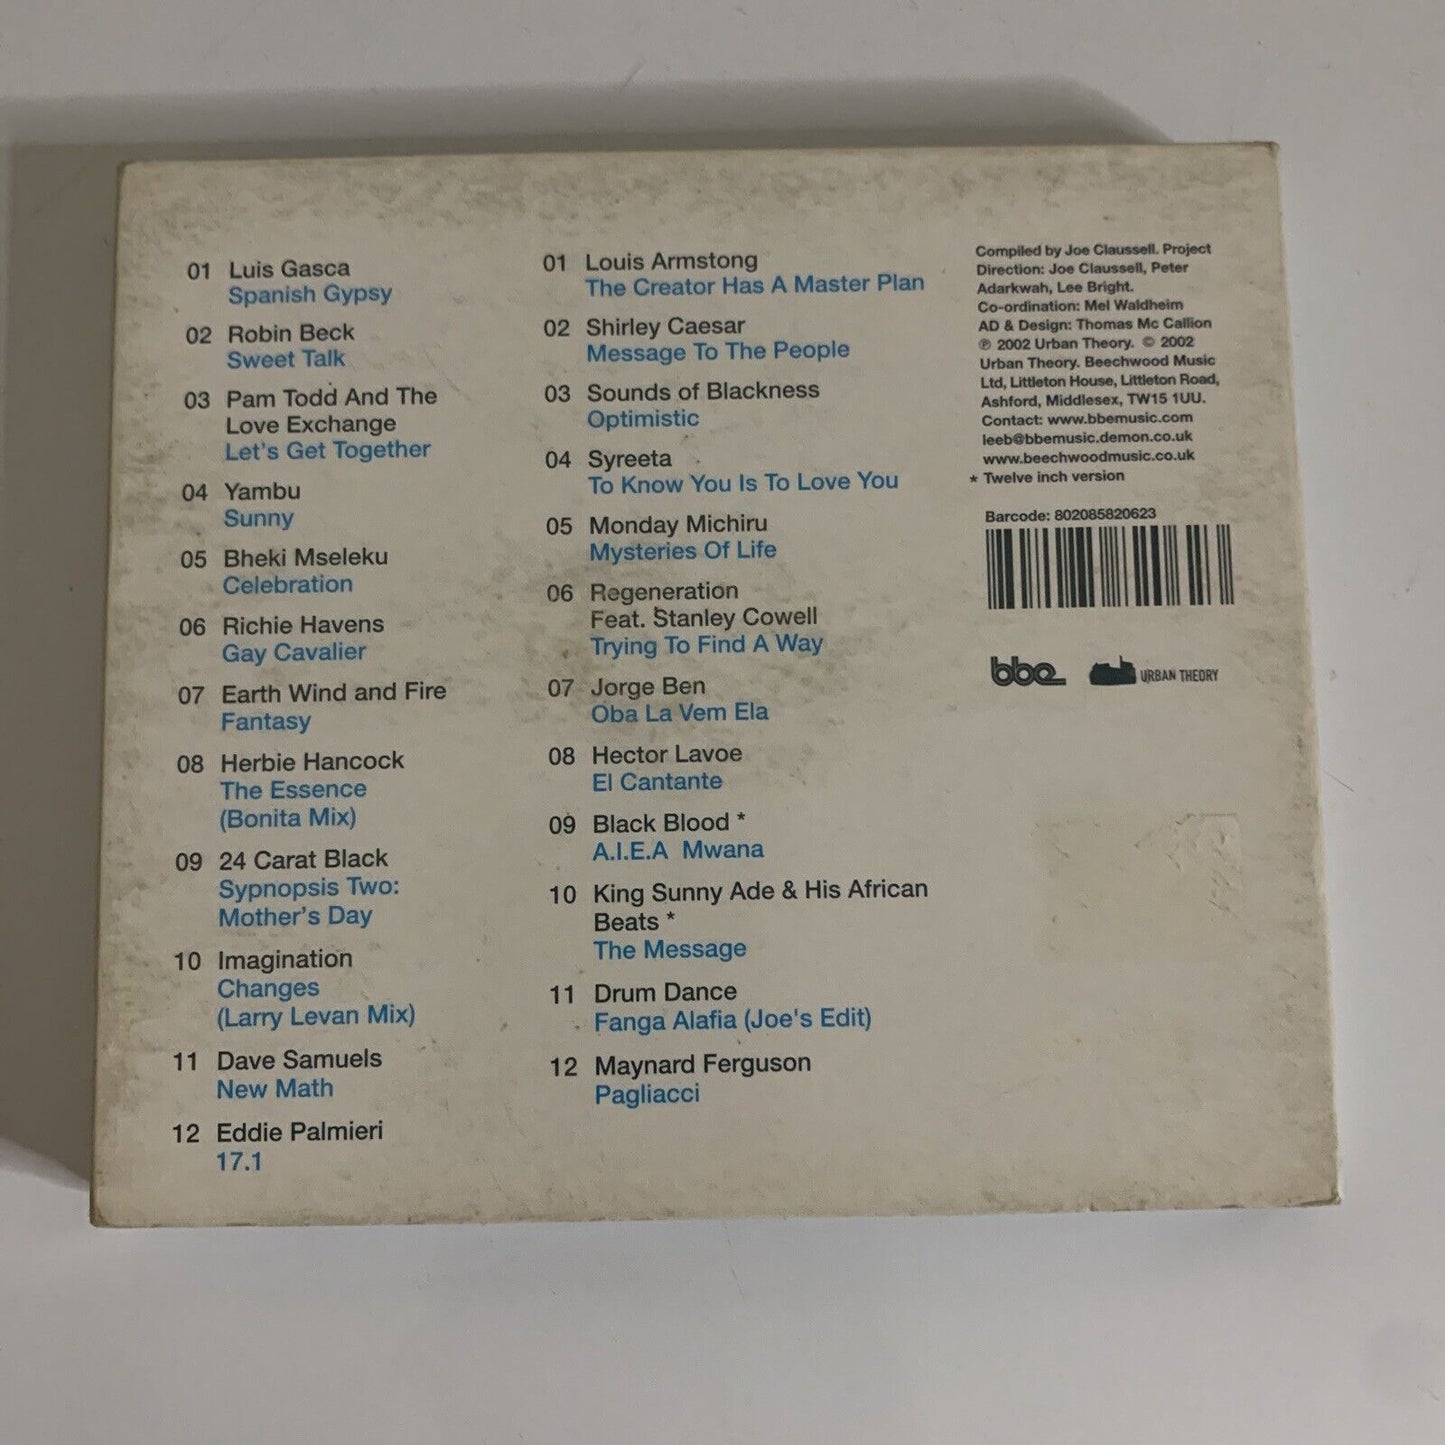 01 Luis Gasca
Spanish Gypsy
02 Robin Beck
Sweet Talk
03 Pam Todd And The
Love Exchange
Let's Get Together
04 Yambu
Sunny
05 Bheki Mseleku
Celebration
06 Richie Havens
Gay Cavalier
07 Earth Wind and Fire
Fantasy
08 Herbie Hancock
The Essence
(Bonita Mix)
09 24 Carat Black
Sypnopsis Two:
Mother's Day
10 Imagination
Changes
(Larry Levan Mix)
11 Dave Samuels
New Math
12 Eddie Palmieri
17.1
01 Louis Armstong
The Creator Has A Master Plan
02 Shirley Caesar
Message To The People
03 Sounds of Blackness
Optimistic
04 Syreeta
To Know You Is To Love You
05 Monday Michiru
Mysteries Of Life
06 Regeneration
Feat. Stanley Cowell
Trying To Find A Way
07 Jorge Ben
Oba La Vem Ela
08 Hector Lavoe
El Cantante
09 Black Blood *
A.I.E.A Mwana
10 King Sunny Ade & His African
Beats *
The Message
11 Drum Dance
Fanga Alafia (Joe's Edit)
12 Maynard Ferguson
Pagliacci
Compiled by Joe Claussell. Project
Direction: Joe Claussell, Peter
Adarkwah, Lee Bright.
Co-ordination: Mel Waldheim
AD & Design: Thomas Mc Callion
℗ 2002 Urban Theory. © 2002
Urban Theory. Beechwood Music
Ltd, Littleton House, Littleton Road,
Ashford, Middlesex, TW15 1UU.
Contact: www.bbemusic.com
leeb@bbemusic.demon.co.uk
www.beechwoodmusic.co.uk
* Twelve inch version
Barcode: 802085820623
bbe URBAN THEORY